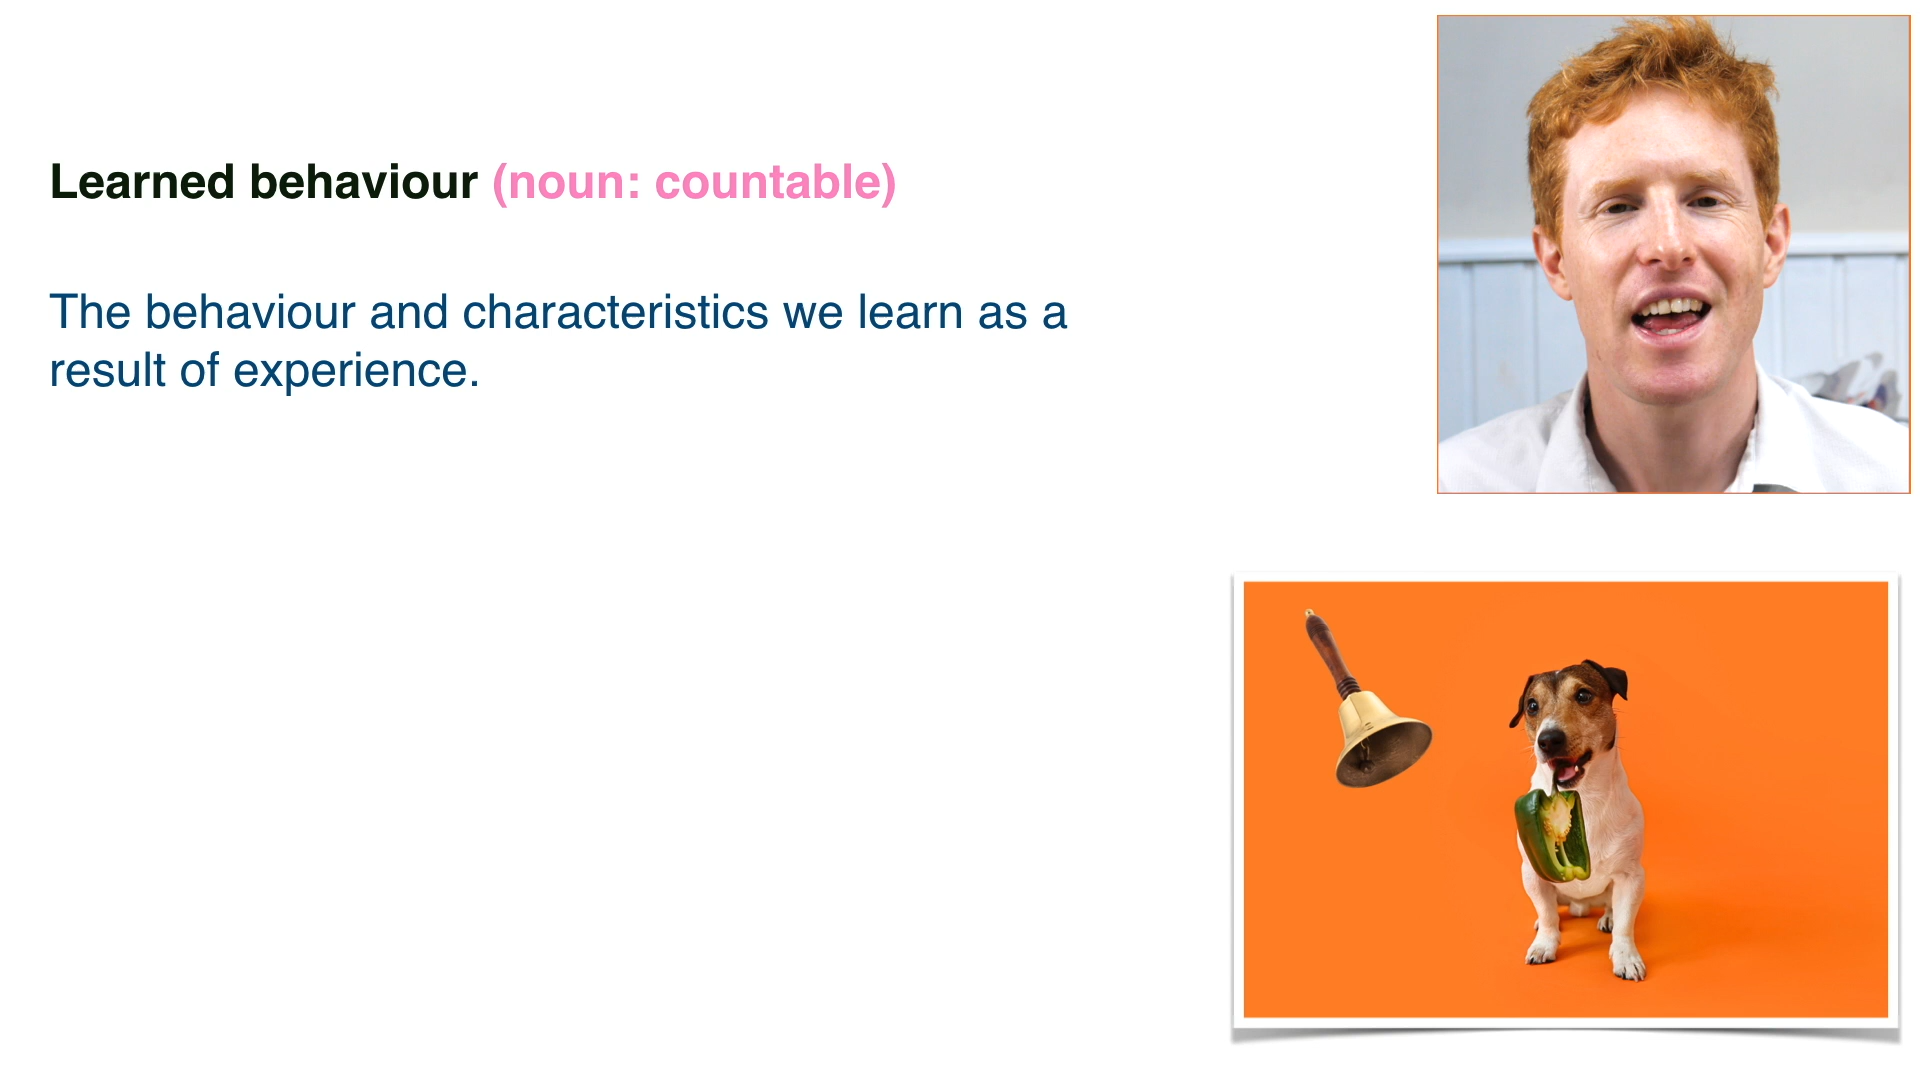 Learned behaviour (noun: countable)
The behaviour and characteristics we learn as a
result of experience.